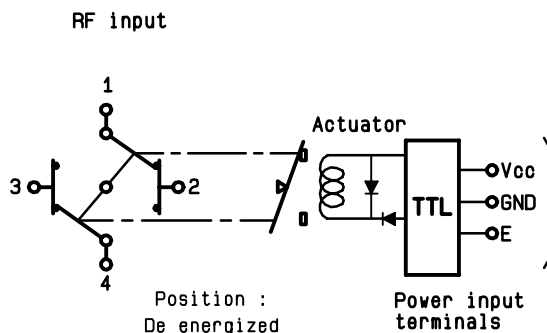 RF input
1
Actuator
3
2
TTL
Vcc
GND
E
4
Position :
De energized
Power input
terminals